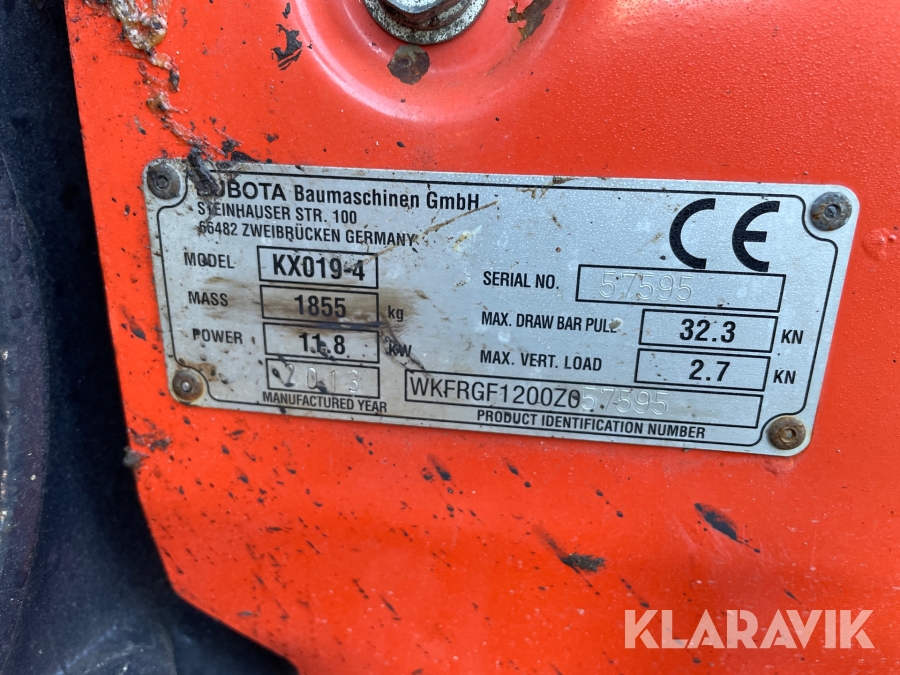 KUBOTA Baumaschinen GmbH
STEINHAUSER STR. 100
66482 ZWEIBRÜCKEN GERMANY
MODEL KX019-4
MASS 1855 kg
POWER 11.8 kW
2013
MANUFACTURED YEAR
CE
SERIAL NO. 57595
MAX. DRAW BAR PULL 32.3 KN
MAX. VERT. LOAD 2.7 KN
WKFRGF1200Z057595
PRODUCT IDENTIFICATION NUMBER
KLARAVIK